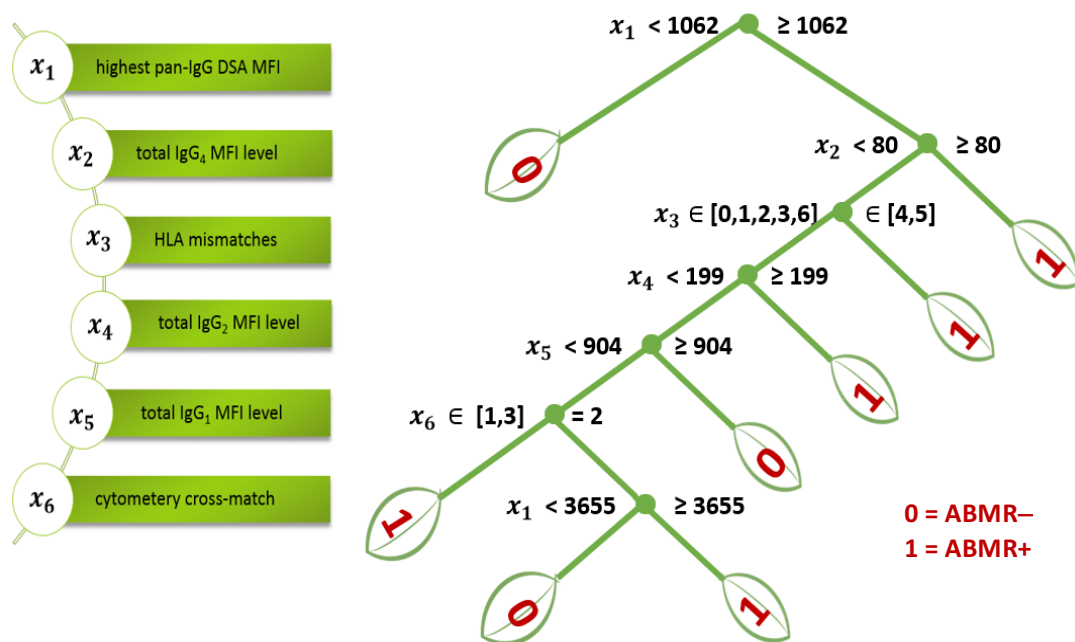 x₁ highest pan-IgG DSA MFI
x₂ total IgG₄ MFI level
x₃ HLA mismatches
x₄ total IgG₂ MFI level
x₅ total IgG₁ MFI level
x₆ cytometery cross-match
x₁ < 1062 ≥ 1062
0
x₂ < 80 ≥ 80
1
x₃ ∈ [0,1,2,3,6] ∈ [4,5]
1
x₄ < 199 ≥ 199
1
x₅ < 904 ≥ 904
0
x₆ ∈ [1,3] = 2
1
x₁ < 3655 ≥ 3655
0 1
0 = ABMR–
1 = ABMR+